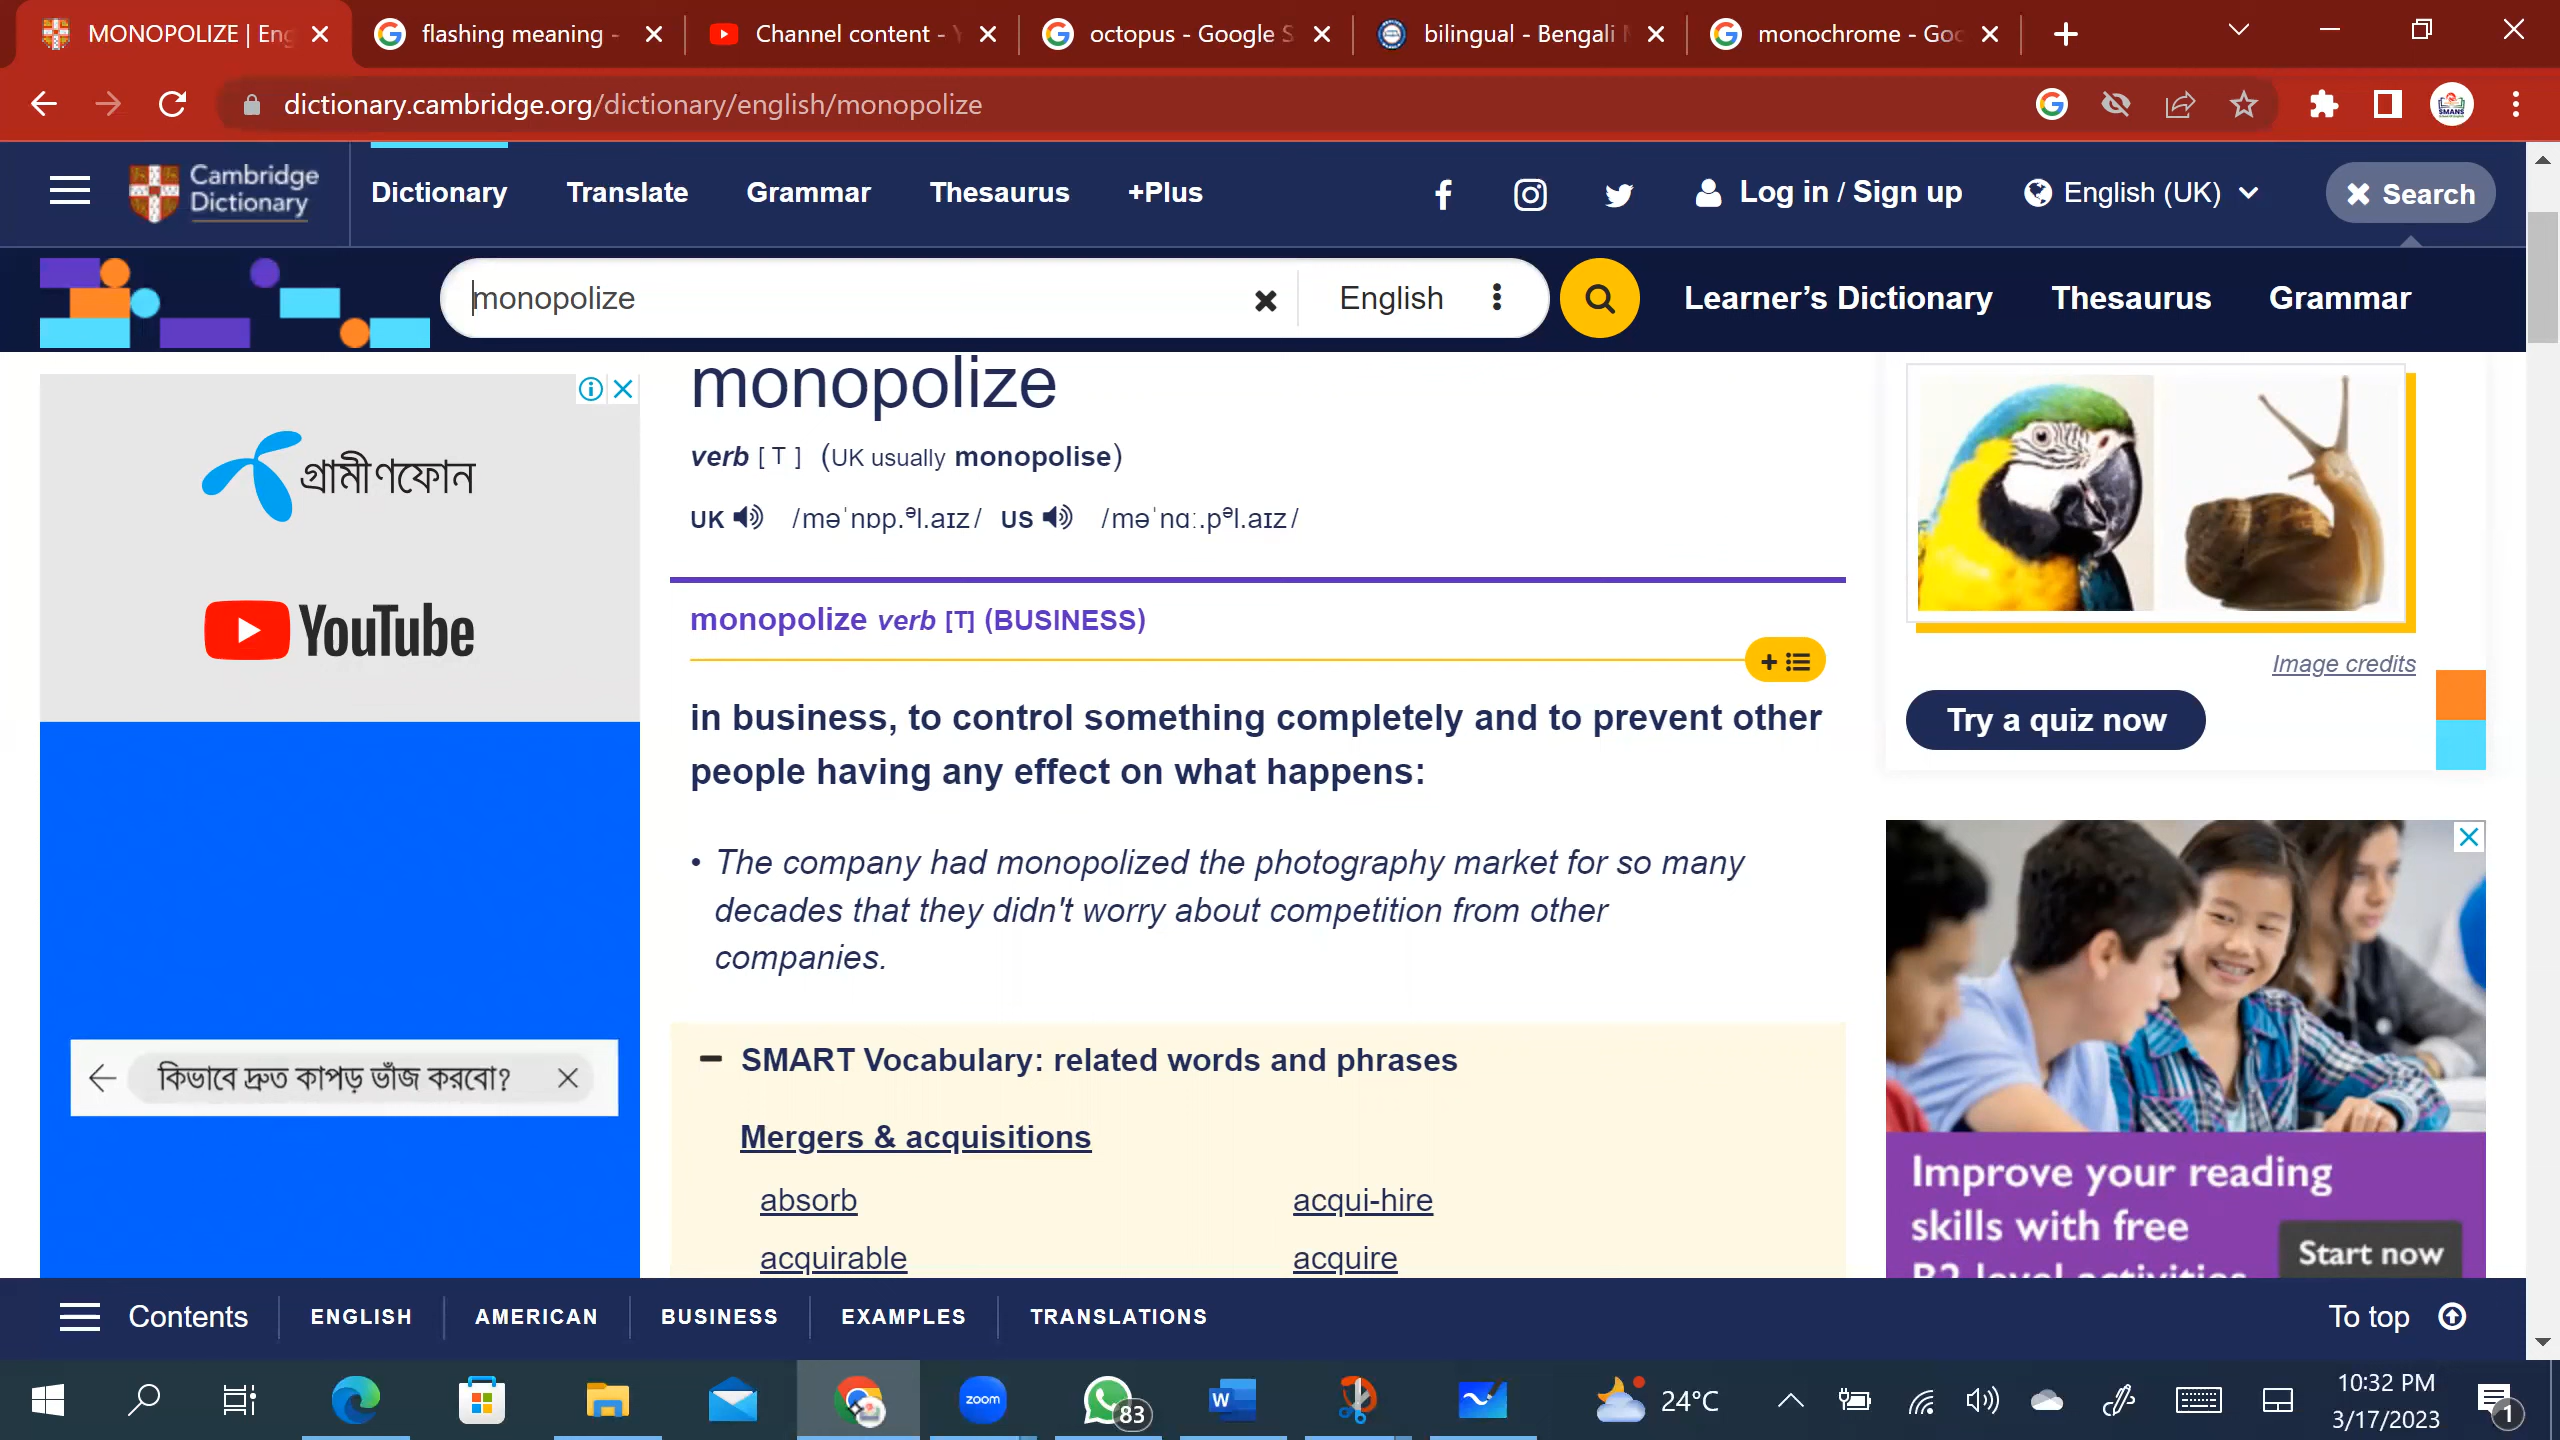 MONOPOLIZE | Eng
flashing meaning -
Channel content -
octopus - Google S
bilingual - Bengali
monochrome - Goo
dictionary.cambridge.org/dictionary/english/monopolize
Cambridge
Dictionary
Dictionary
Translate
Grammar
Thesaurus
+Plus
Log in / Sign up
English (UK)
Search
monopolize
English
Learner's Dictionary
Thesaurus
Grammar
গ্রামীণফোন
YouTube
কিভাবে দ্রুত কাপড় ভাঁজ করবো?
monopolize
verb [ T ] (UK usually monopolise)
UK /məˈnɒp.ᵊl.aɪz/ US /məˈnɑː.pᵊl.aɪz/
monopolize verb [T] (BUSINESS)
in business, to control something completely and to prevent other
people having any effect on what happens:
• The company had monopolized the photography market for so many
decades that they didn't worry about competition from other
companies.
SMART Vocabulary: related words and phrases
Mergers & acquisitions
absorb
acqui-hire
acquirable
acquire
Image credits
Try a quiz now
Improve your reading
skills with free
B2 level activities
Start now
Contents
ENGLISH
AMERICAN
BUSINESS
EXAMPLES
TRANSLATIONS
To top
zoom
83
W
24°C
10:32 PM
3/17/2023
1